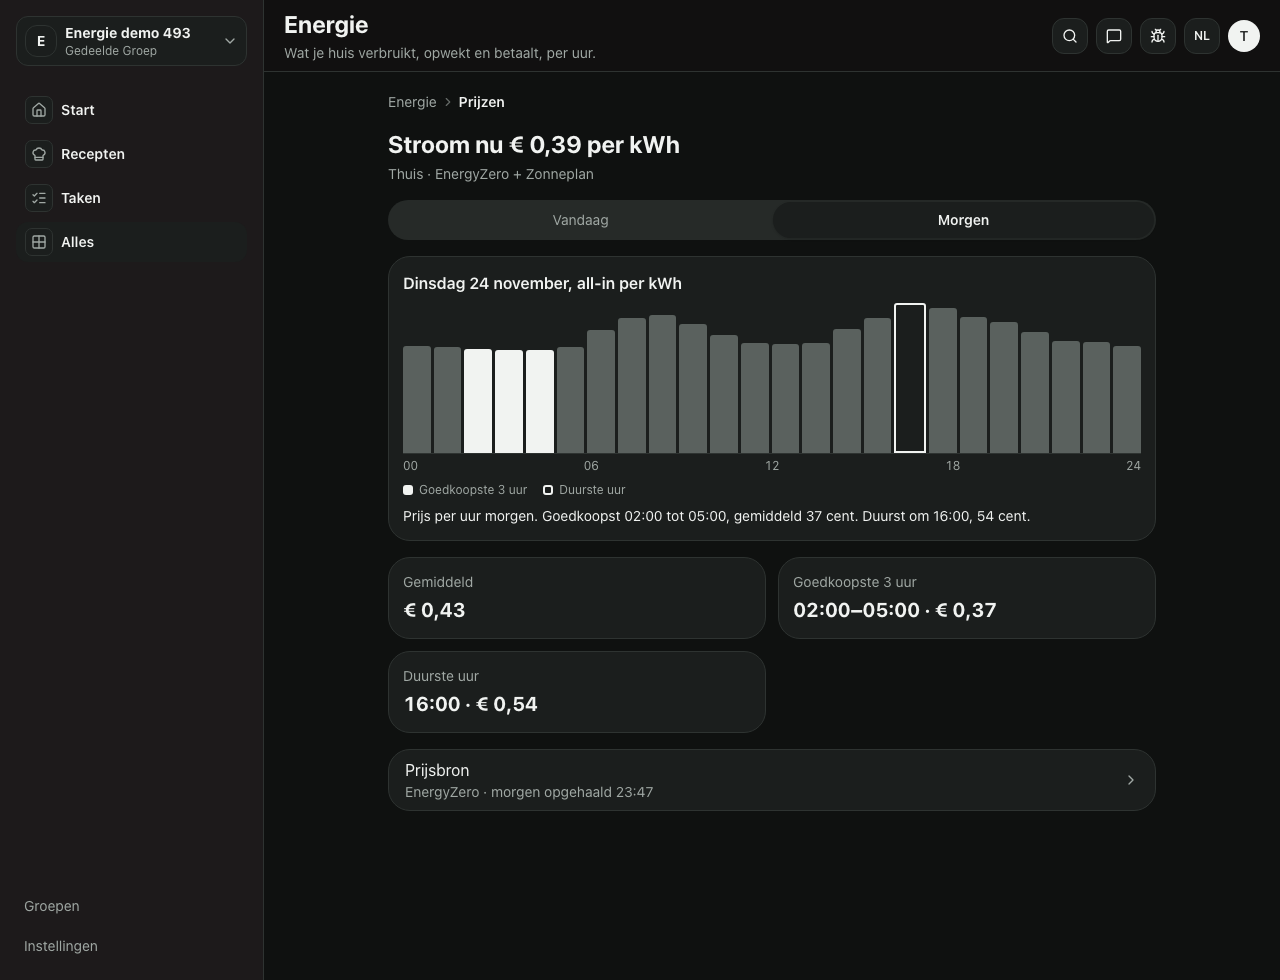 E
Energie demo 493
Gedeelde Groep
Start
Recepten
Taken
Alles
Groepen
Instellingen
Energie
Wat je huis verbruikt, opwekt en betaalt, per uur.
NL
T
Energie > Prijzen
Stroom nu € 0,39 per kWh
Thuis · EnergyZero + Zonneplan
Vandaag
Morgen
Dinsdag 24 november, all-in per kWh
00 06 12 18 24
Goedkoopste 3 uur Duurste uur
Prijs per uur morgen. Goedkoopst 02:00 tot 05:00, gemiddeld 37 cent. Duurst om 16:00, 54 cent.
Gemiddeld
€ 0,43
Goedkoopste 3 uur
02:00–05:00 · € 0,37
Duurste uur
16:00 · € 0,54
Prijsbron
EnergyZero · morgen opgehaald 23:47